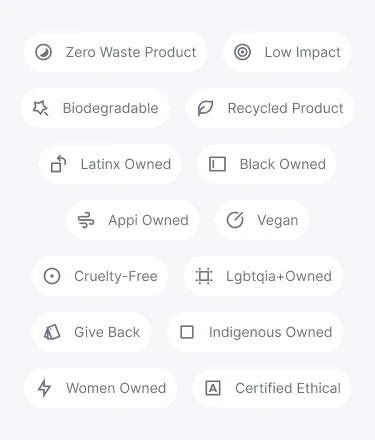 Zero Waste Product
Low Impact
Biodegradable
Recycled Product
Latinx Owned
Black Owned
Appi Owned
Vegan
Cruelty-Free
Lgbtqia+Owned
Give Back
Indigenous Owned
Women Owned
Certified Ethical